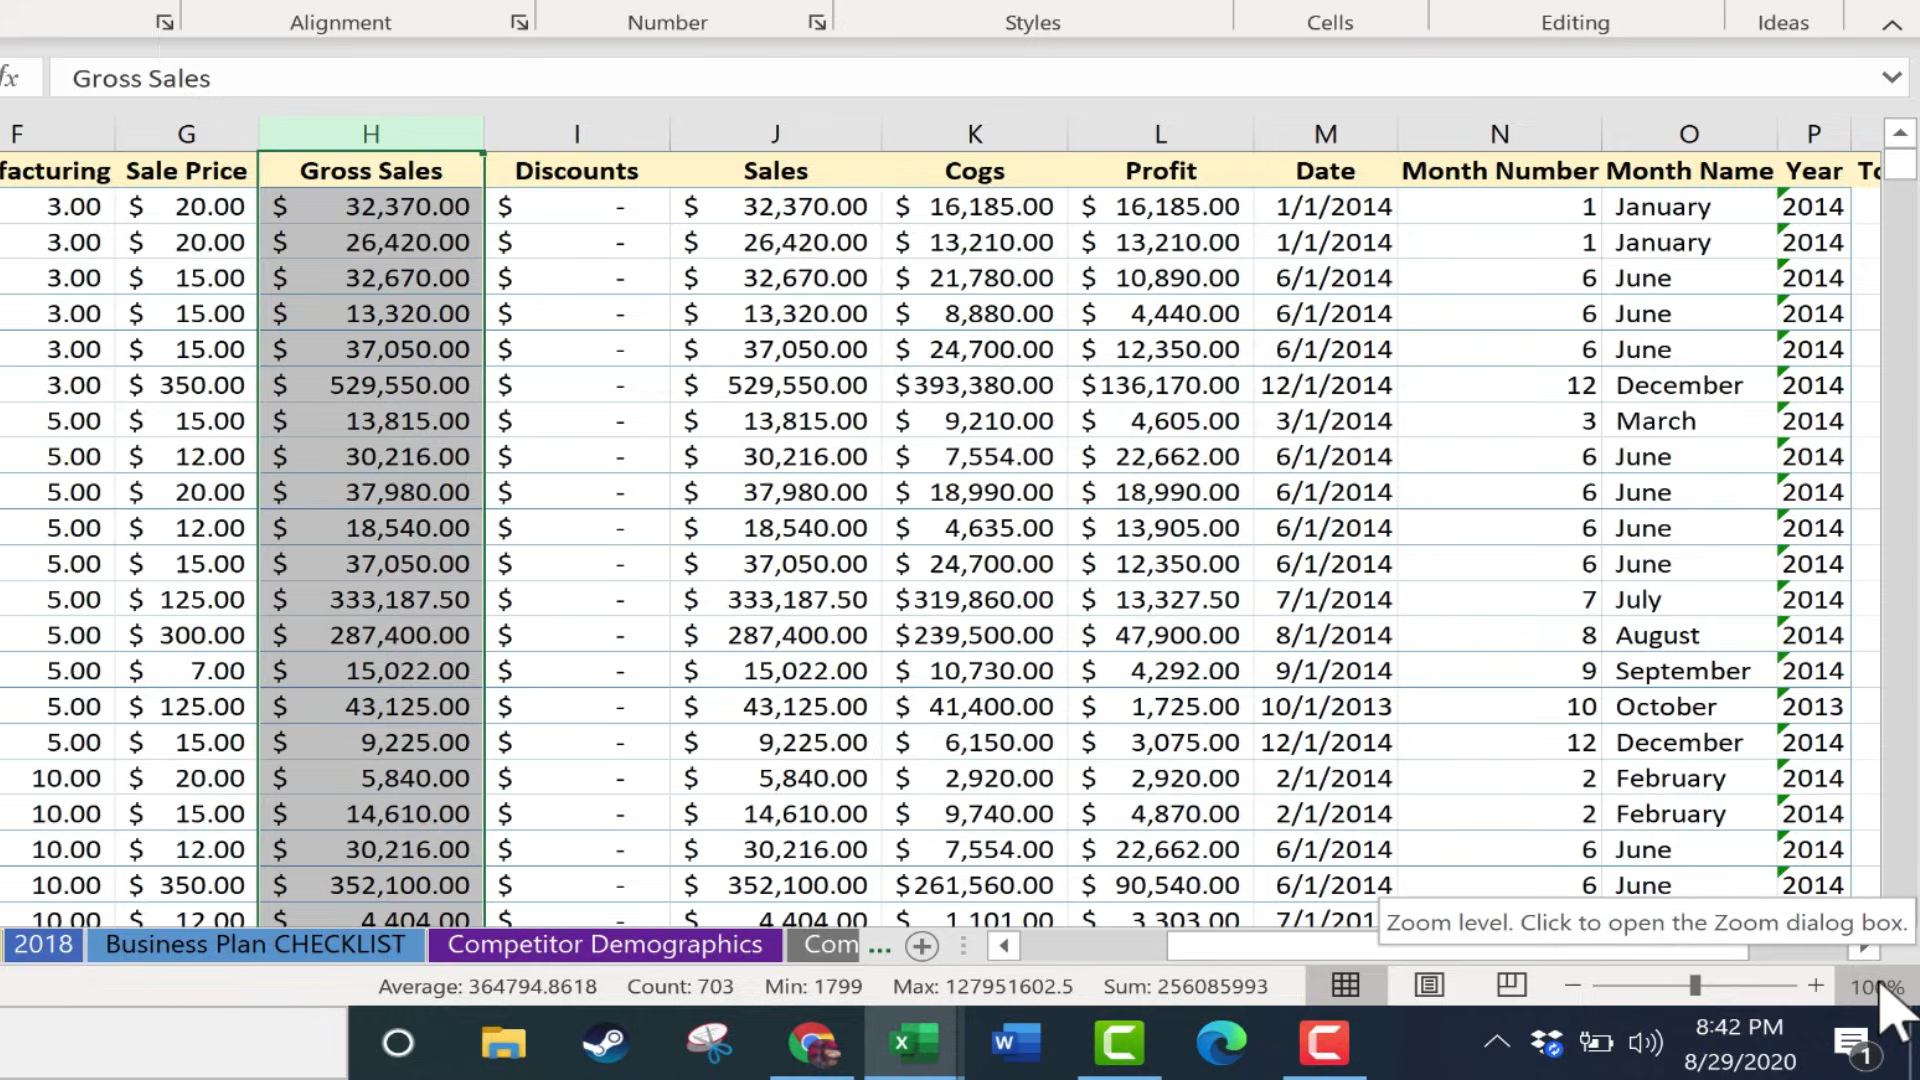 Alignment Number Styles Cells Editing Ideas
fx Gross Sales
F G H I J K L M N O P
facturing Sale Price Gross Sales Discounts Sales Cogs Profit Date Month Number Month Name Year To
3.00 $ 20.00 $ 32,370.00 $ - $ 32,370.00 $ 16,185.00 $ 16,185.00 1/1/2014 1 January 2014
3.00 $ 20.00 $ 26,420.00 $ - $ 26,420.00 $ 13,210.00 $ 13,210.00 1/1/2014 1 January 2014
3.00 $ 15.00 $ 32,670.00 $ - $ 32,670.00 $ 21,780.00 $ 10,890.00 6/1/2014 6 June 2014
3.00 $ 15.00 $ 13,320.00 $ - $ 13,320.00 $ 8,880.00 $ 4,440.00 6/1/2014 6 June 2014
3.00 $ 15.00 $ 37,050.00 $ - $ 37,050.00 $ 24,700.00 $ 12,350.00 6/1/2014 6 June 2014
3.00 $ 350.00 $ 529,550.00 $ - $ 529,550.00 $393,380.00 $136,170.00 12/1/2014 12 December 2014
5.00 $ 15.00 $ 13,815.00 $ - $ 13,815.00 $ 9,210.00 $ 4,605.00 3/1/2014 3 March 2014
5.00 $ 12.00 $ 30,216.00 $ - $ 30,216.00 $ 7,554.00 $ 22,662.00 6/1/2014 6 June 2014
5.00 $ 20.00 $ 37,980.00 $ - $ 37,980.00 $ 18,990.00 $ 18,990.00 6/1/2014 6 June 2014
5.00 $ 12.00 $ 18,540.00 $ - $ 18,540.00 $ 4,635.00 $ 13,905.00 6/1/2014 6 June 2014
5.00 $ 15.00 $ 37,050.00 $ - $ 37,050.00 $ 24,700.00 $ 12,350.00 6/1/2014 6 June 2014
5.00 $ 125.00 $ 333,187.50 $ - $ 333,187.50 $319,860.00 $ 13,327.50 7/1/2014 7 July 2014
5.00 $ 300.00 $ 287,400.00 $ - $ 287,400.00 $239,500.00 $ 47,900.00 8/1/2014 8 August 2014
5.00 $ 7.00 $ 15,022.00 $ - $ 15,022.00 $ 10,730.00 $ 4,292.00 9/1/2014 9 September 2014
5.00 $ 125.00 $ 43,125.00 $ - $ 43,125.00 $ 41,400.00 $ 1,725.00 10/1/2013 10 October 2013
5.00 $ 15.00 $ 9,225.00 $ - $ 9,225.00 $ 6,150.00 $ 3,075.00 12/1/2014 12 December 2014
10.00 $ 20.00 $ 5,840.00 $ - $ 5,840.00 $ 2,920.00 $ 2,920.00 2/1/2014 2 February 2014
10.00 $ 15.00 $ 14,610.00 $ - $ 14,610.00 $ 9,740.00 $ 4,870.00 2/1/2014 2 February 2014
10.00 $ 12.00 $ 30,216.00 $ - $ 30,216.00 $ 7,554.00 $ 22,662.00 6/1/2014 6 June 2014
10.00 $ 350.00 $ 352,100.00 $ - $ 352,100.00 $261,560.00 $ 90,540.00 6/1/2014 6 June 2014
10.00 $ 12.00 $ 4,404.00 $ - $ 4,404.00 $ 1,101.00 $ 3,303.00 7/1/201
Zoom level. Click to open the Zoom dialog box.
2018 Business Plan CHECKLIST Competitor Demographics Com ...
Average: 364794.8618 Count: 703 Min: 1799 Max: 127951602.5 Sum: 256085993 100%
8:42 PM
8/29/2020
1